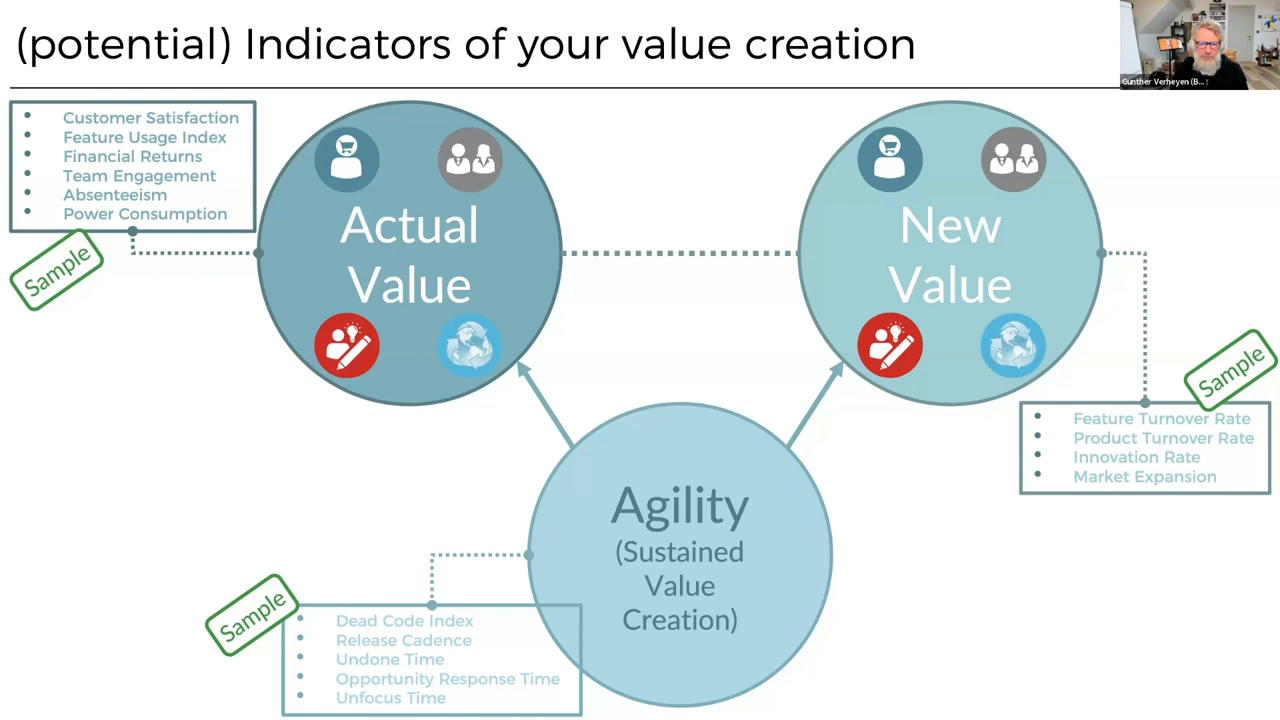 (potential) Indicators of your value creation
Gunther Verheyen (B...
Customer Satisfaction
Feature Usage Index
Financial Returns
Team Engagement
Absenteeism
Power Consumption
Sample
Actual
Value
New
Value
Sample
Feature Turnover Rate
Product Turnover Rate
Innovation Rate
Market Expansion
Agility
(Sustained
Value
Creation)
Sample
Dead Code Index
Release Cadence
Undone Time
Opportunity Response Time
Unfocus Time